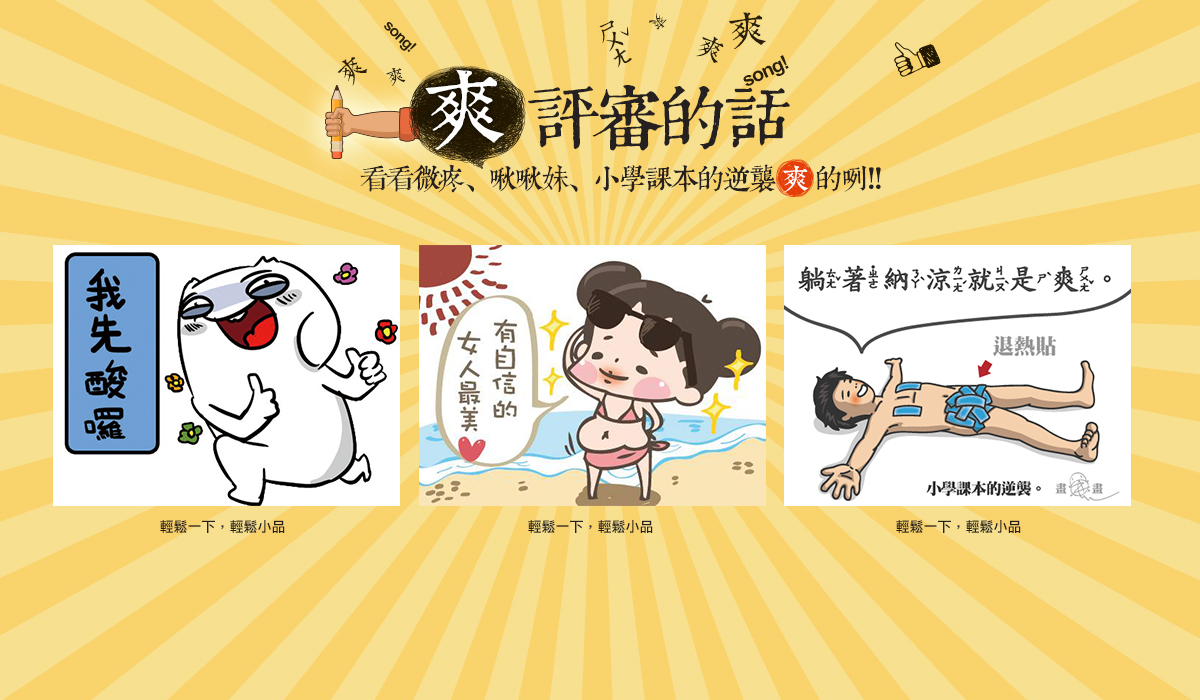 song!
爽
爽
ㄕㄨㄤ
爽
爽
爽
song!
爽 評審的話
看看微疼、啾啾妹、小學課本的逆襲爽的咧!!
我先酸囉
有自信的
女人最美
躺ㄊㄤˇ著ㄓㄜ˙納ㄋㄚˋ涼ㄌㄧㄤˊ就ㄐㄧㄡˋ是ㄕˋ爽ㄕㄨㄤˇ。
退熱貼
小學課本的逆襲。
畫 畫
輕鬆一下，輕鬆小品
輕鬆一下，輕鬆小品
輕鬆一下，輕鬆小品